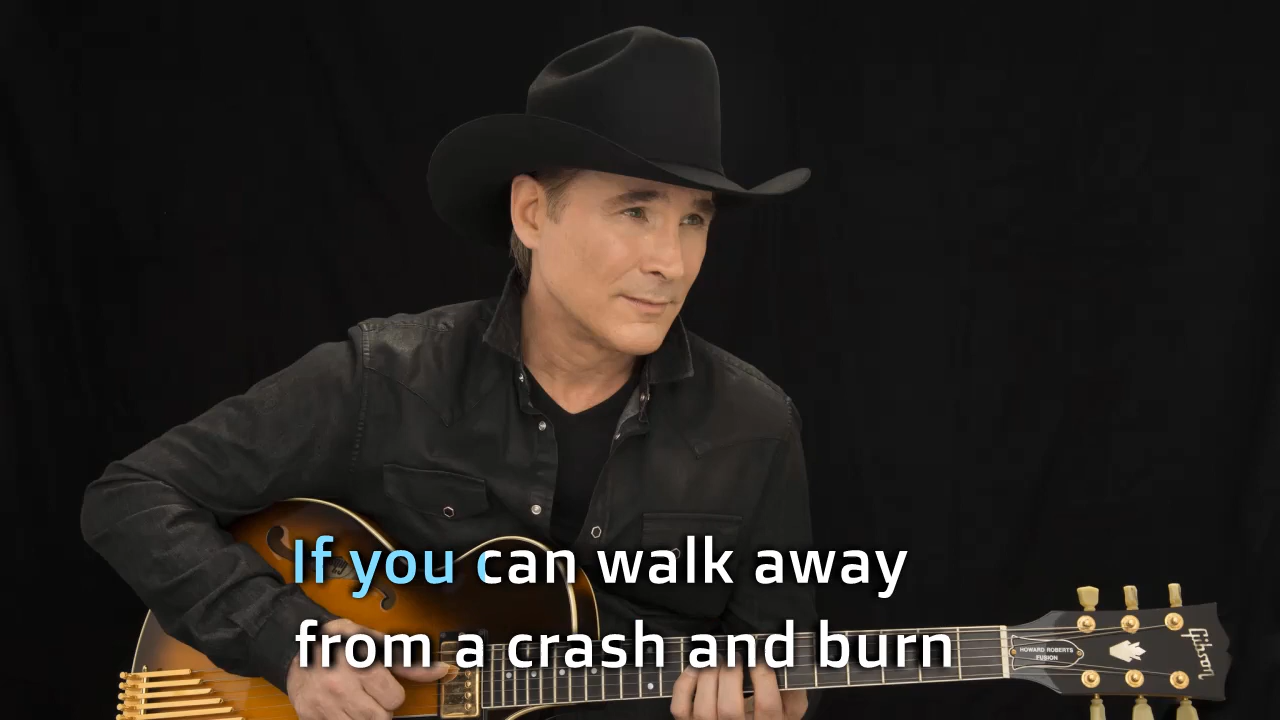 If you can walk away
from a crash and burn
Gibson
HOWARD ROBERTS
FUSION